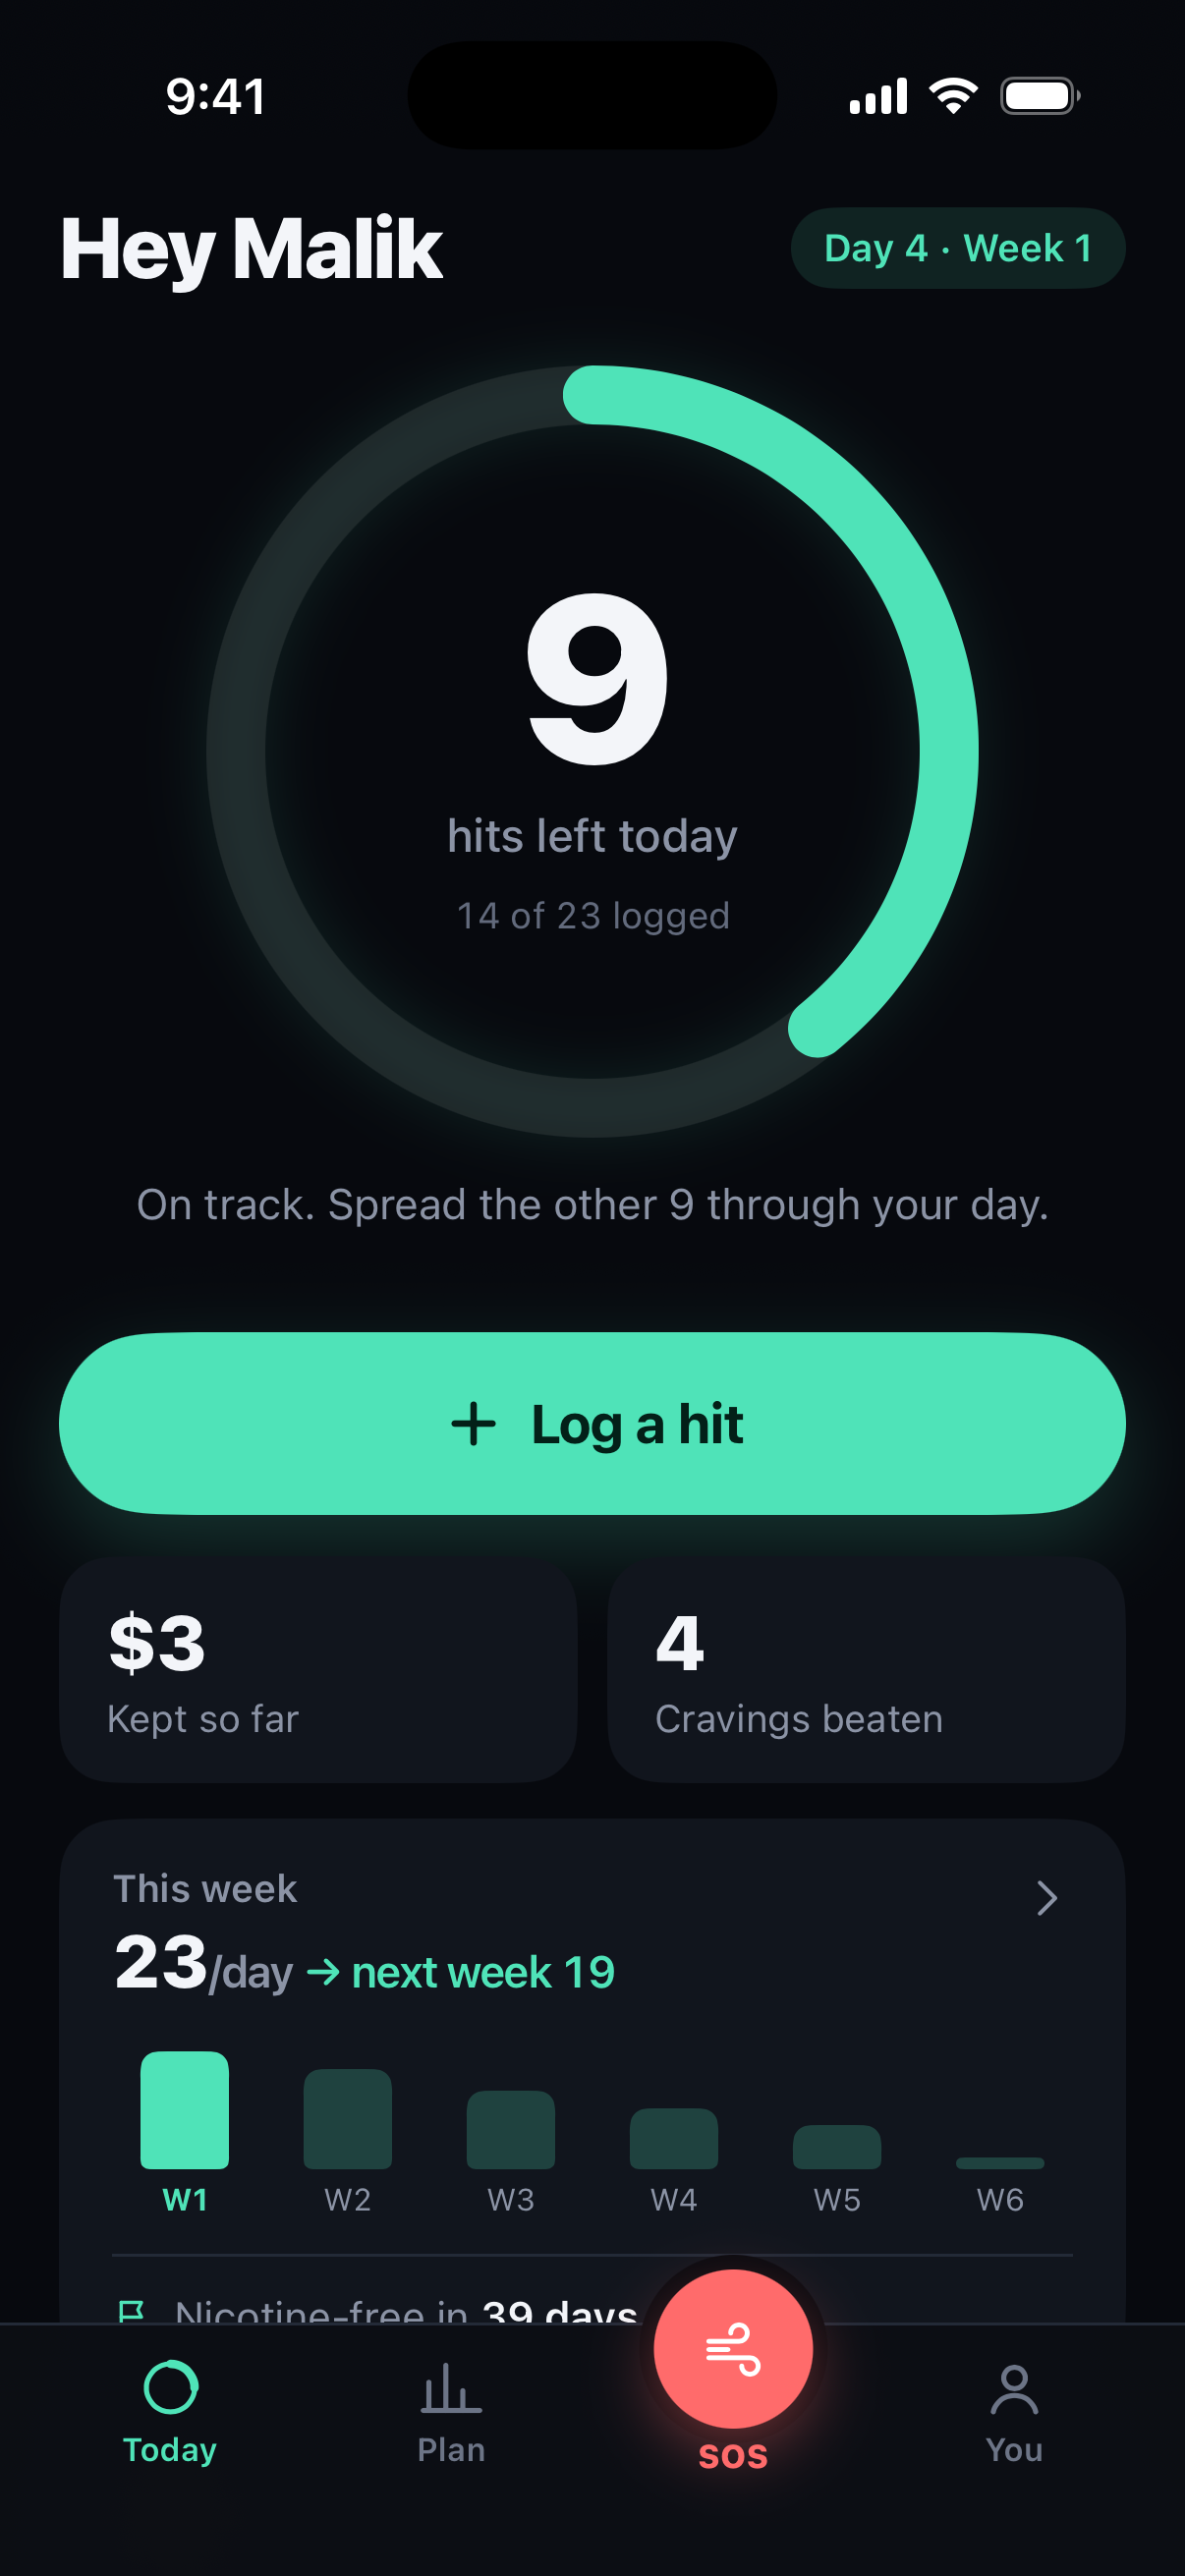 9:41
Hey Malik
Day 4 · Week 1
9
hits left today
14 of 23 logged
On track. Spread the other 9 through your day.
+ Log a hit
$3
Kept so far
4
Cravings beaten
This week
23/day → next week 19
W1 W2 W3 W4 W5 W6
Nicotine-free in 39 days
Today Plan sos You